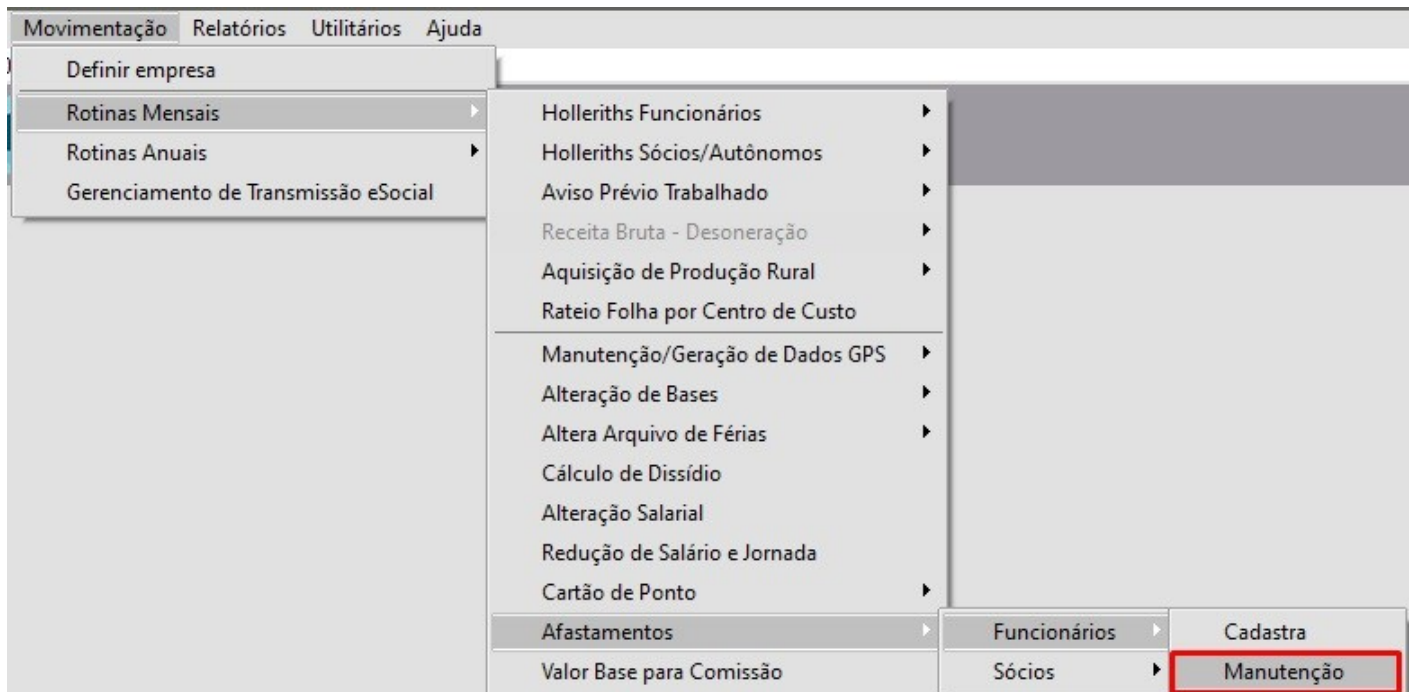 Movimentação Relatórios Utilitários Ajuda
Definir empresa
Rotinas Mensais
Rotinas Anuais
Gerenciamento de Transmissão eSocial
Holleriths Funcionários
Holleriths Sócios/Autônomos
Aviso Prévio Trabalhado
Receita Bruta - Desoneração
Aquisição de Produção Rural
Rateio Folha por Centro de Custo
Manutenção/Geração de Dados GPS
Alteração de Bases
Altera Arquivo de Férias
Cálculo de Dissídio
Alteração Salarial
Redução de Salário e Jornada
Cartão de Ponto
Afastamentos
Valor Base para Comissão
Funcionários
Sócios
Cadastra
Manutenção